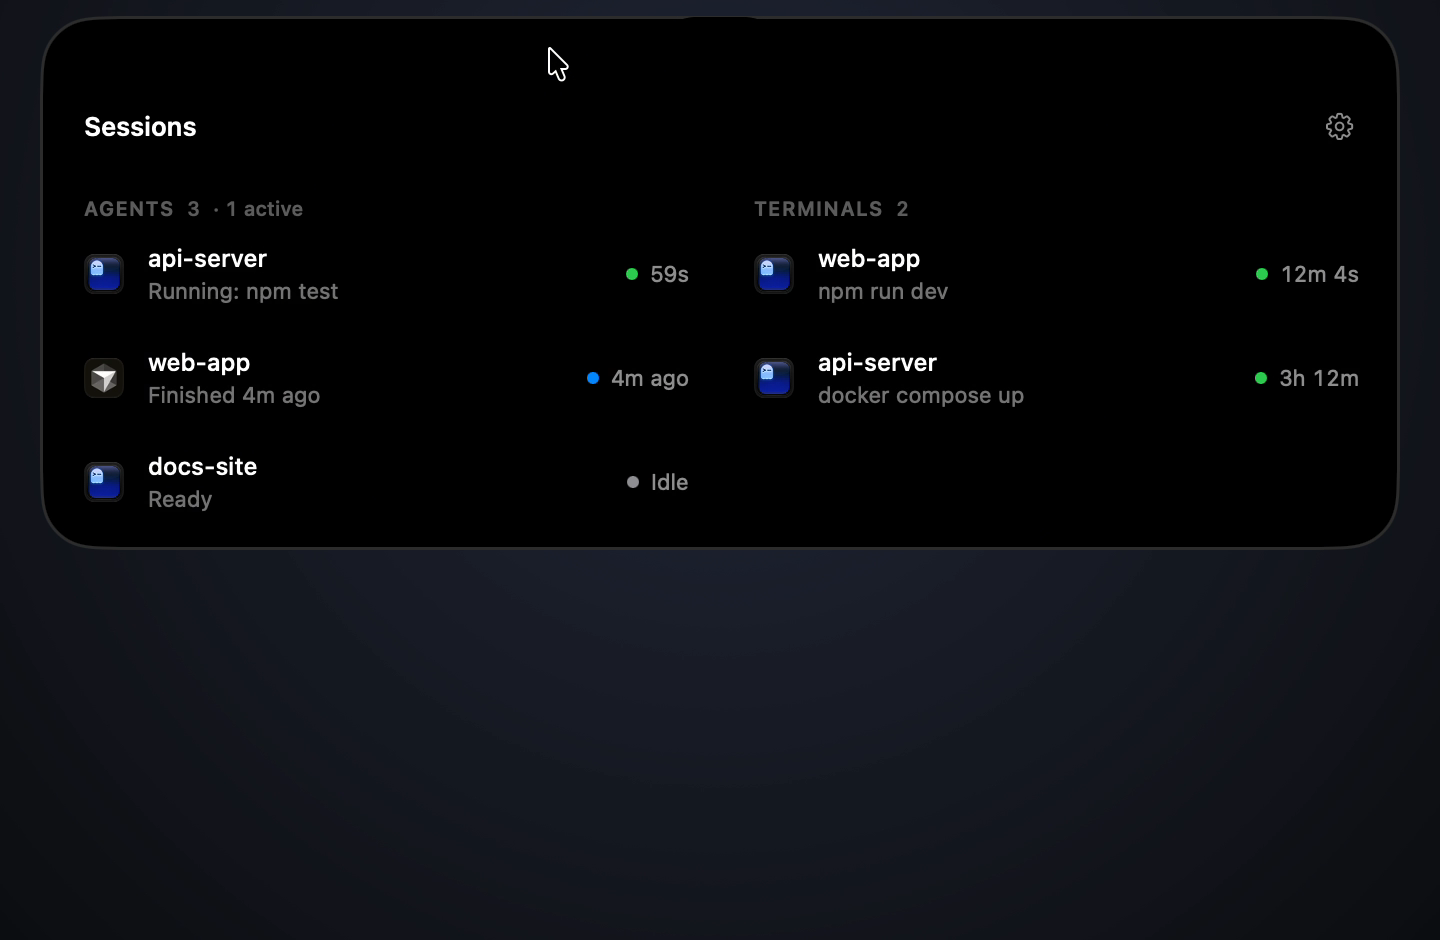 Sessions
AGENTS 3 · 1 active
api-server
Running: npm test
59s
web-app
Finished 4m ago
4m ago
docs-site
Ready
Idle
TERMINALS 2
web-app
npm run dev
12m 4s
api-server
docker compose up
3h 12m